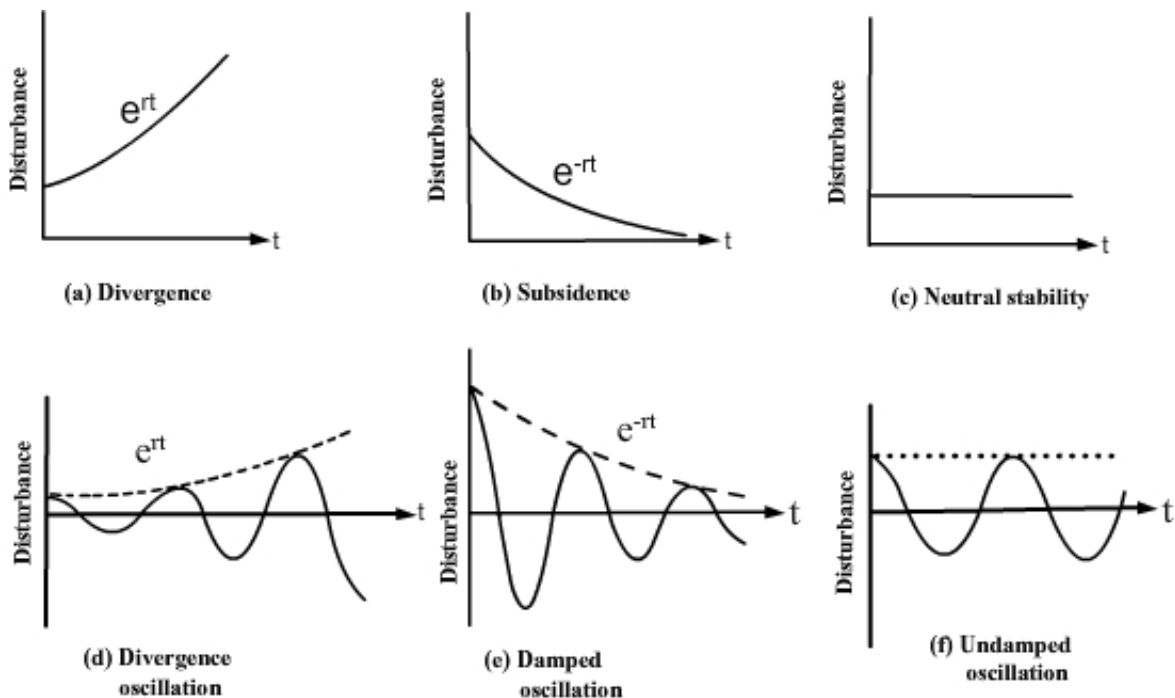 Disturbance
e^rt
t
(a) Divergence
Disturbance
e^-rt
t
(b) Subsidence
Disturbance
t
(c) Neutral stability
Disturbance
e^rt
t
(d) Divergence
oscillation
Disturbance
e^-rt
t
(e) Damped
oscillation
Disturbance
t
(f) Undamped
oscillation